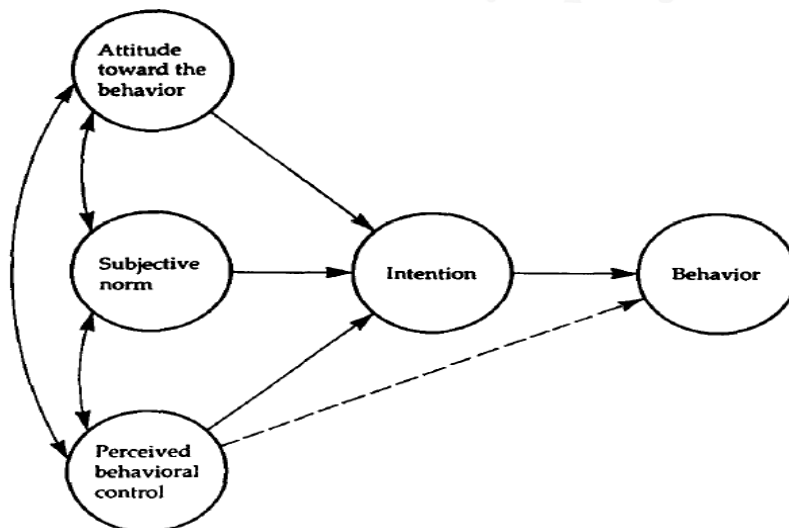 Attitude
toward the
behavior
Subjective
norm
Intention
Behavior
Perceived
behavioral
control